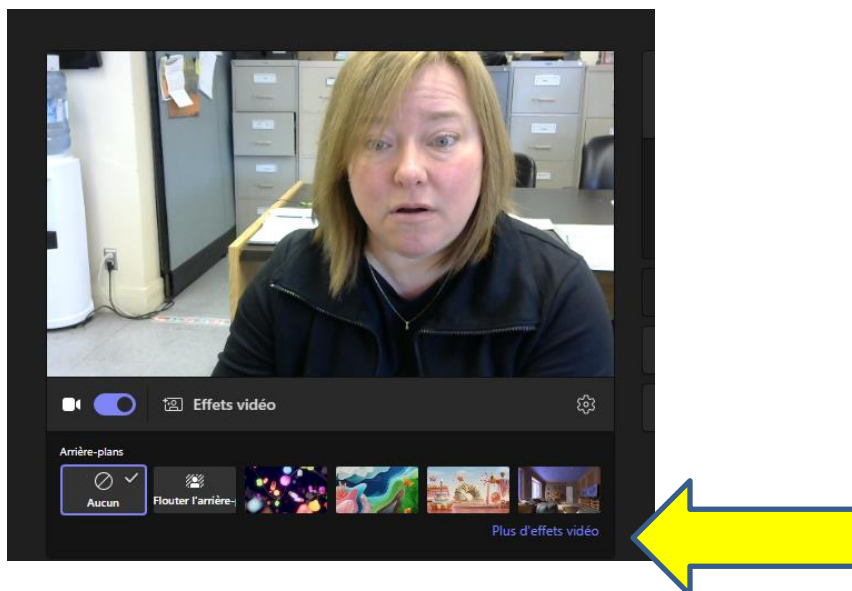 Effets vidéo
Arrière-plans
Aucun
Flouter l'arrière-
Plus d'effets vidéo